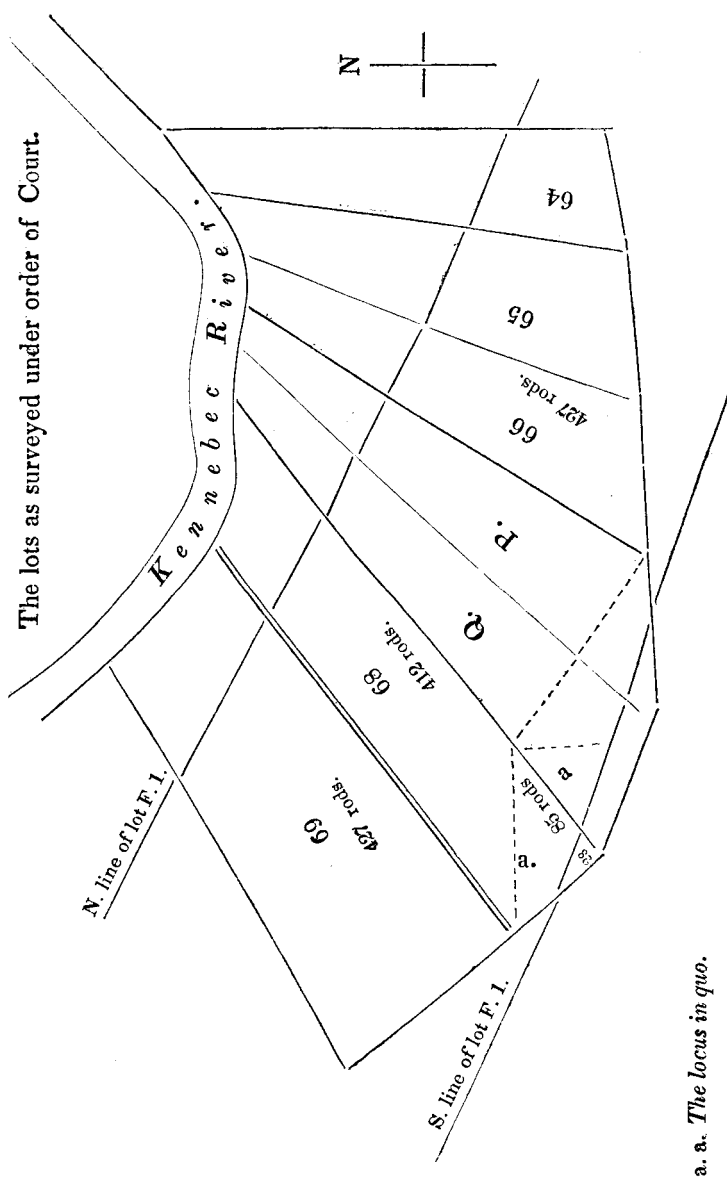 The lots as surveyed under order of Court.
N
Kennebec River.
N. line of lot F. 1.
69
427 rods.
68
412 rods.
Q.
P.
66
427 rods.
65
64
a.
85 rods
a
28
S. line of lot F. 1.
a. a. The locus in quo.